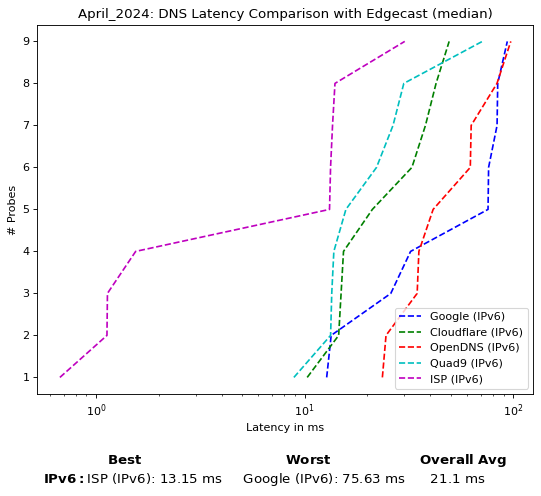 April_2024: DNS Latency Comparison with Edgecast (median)
9
8
7
6
5
4
3
2
1
# Probes
Google (IPv6)
Cloudflare (IPv6)
OpenDNS (IPv6)
Quad9 (IPv6)
ISP (IPv6)
10⁰ 10¹ 10²
Latency in ms
Best Worst Overall Avg
IPv6: ISP (IPv6): 13.15 ms Google (IPv6): 75.63 ms 21.1 ms